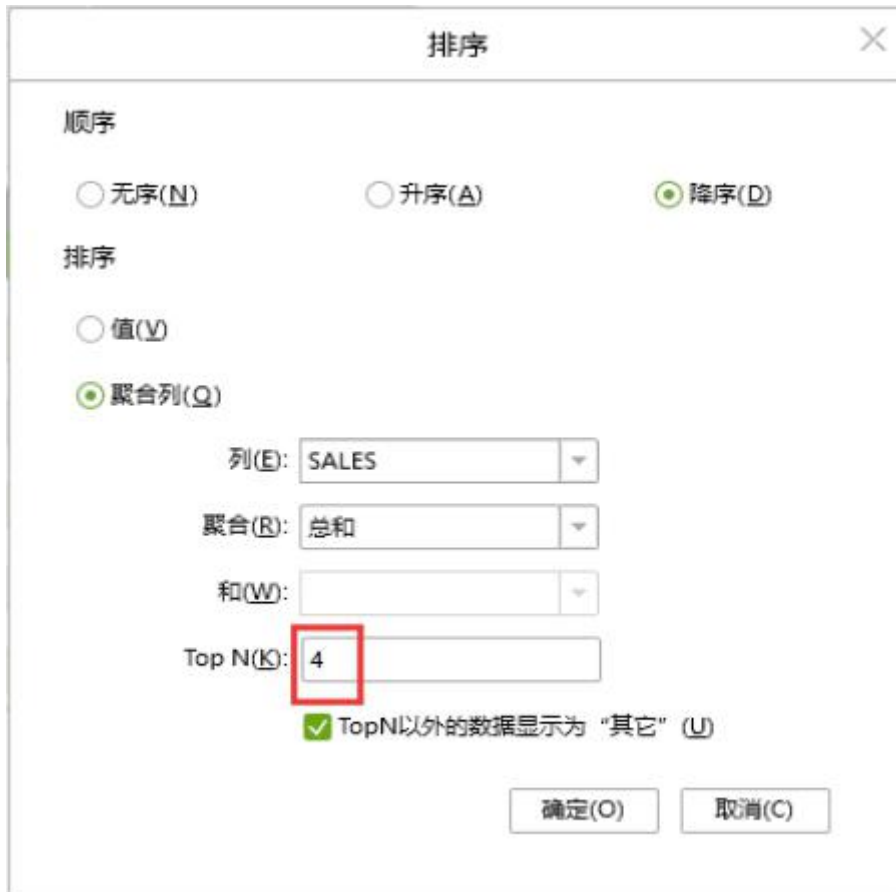 排序
顺序
无序(N) 升序(A) 降序(D)
排序
值(V)
聚合列(Q)
列(E): SALES
聚合(R): 总和
和(W):
Top N(K): 4
TopN以外的数据显示为“其它”(U)
确定(O) 取消(C)